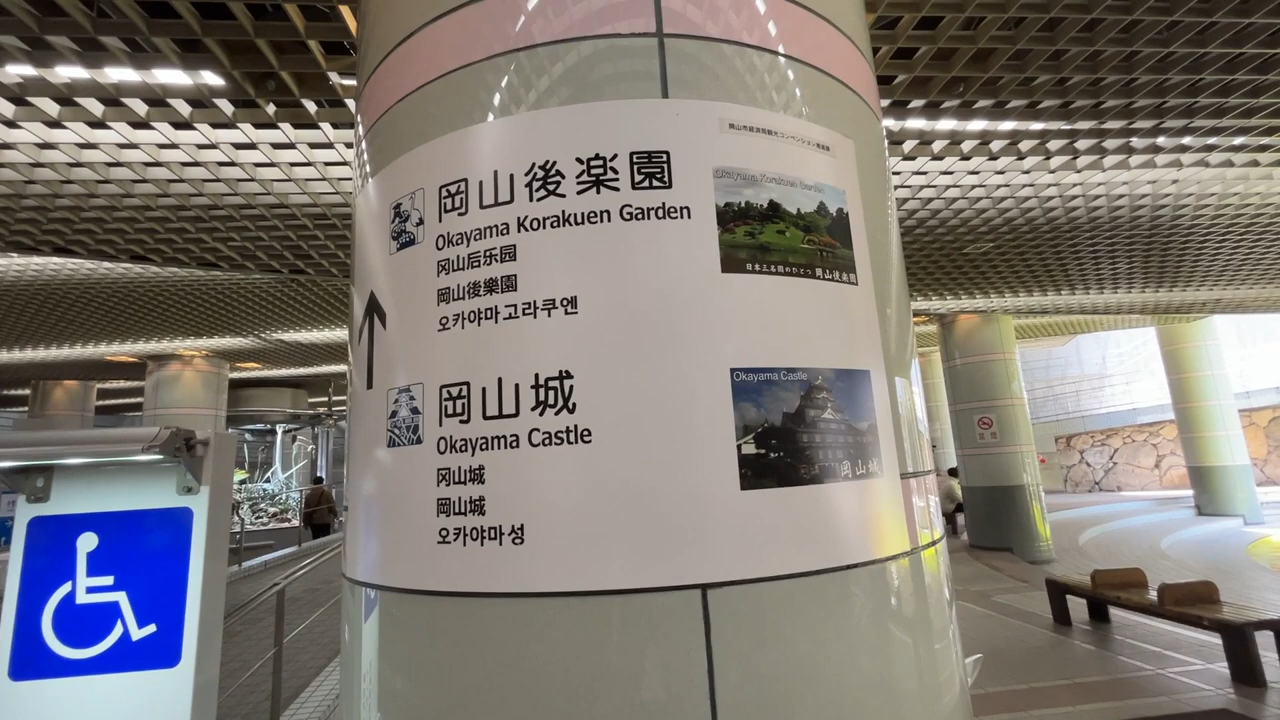 岡山市経済局観光コンベンション推進課
岡山後楽園
Okayama Korakuen Garden
冈山后乐园
岡山後樂園
오카야마고라쿠엔
Okayama Korakuen Garden
日本三名園のひとつ 岡山後楽園
岡山城
Okayama Castle
冈山城
岡山城
오카야마성
Okayama Castle
岡山城
禁煙